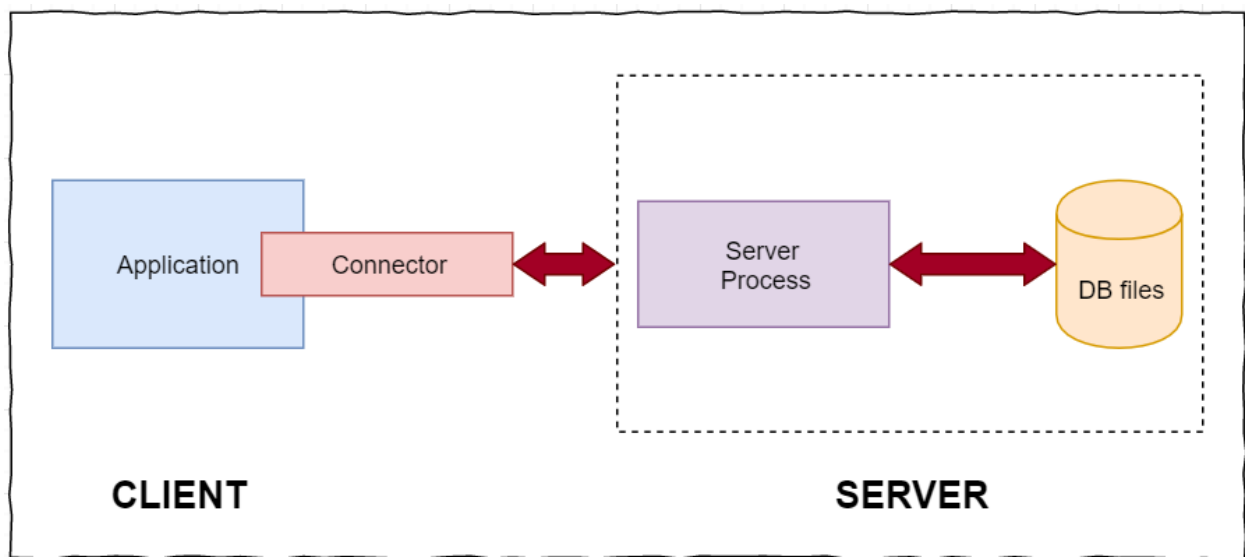 Application
Connector
Server
Process
DB files
CLIENT
SERVER